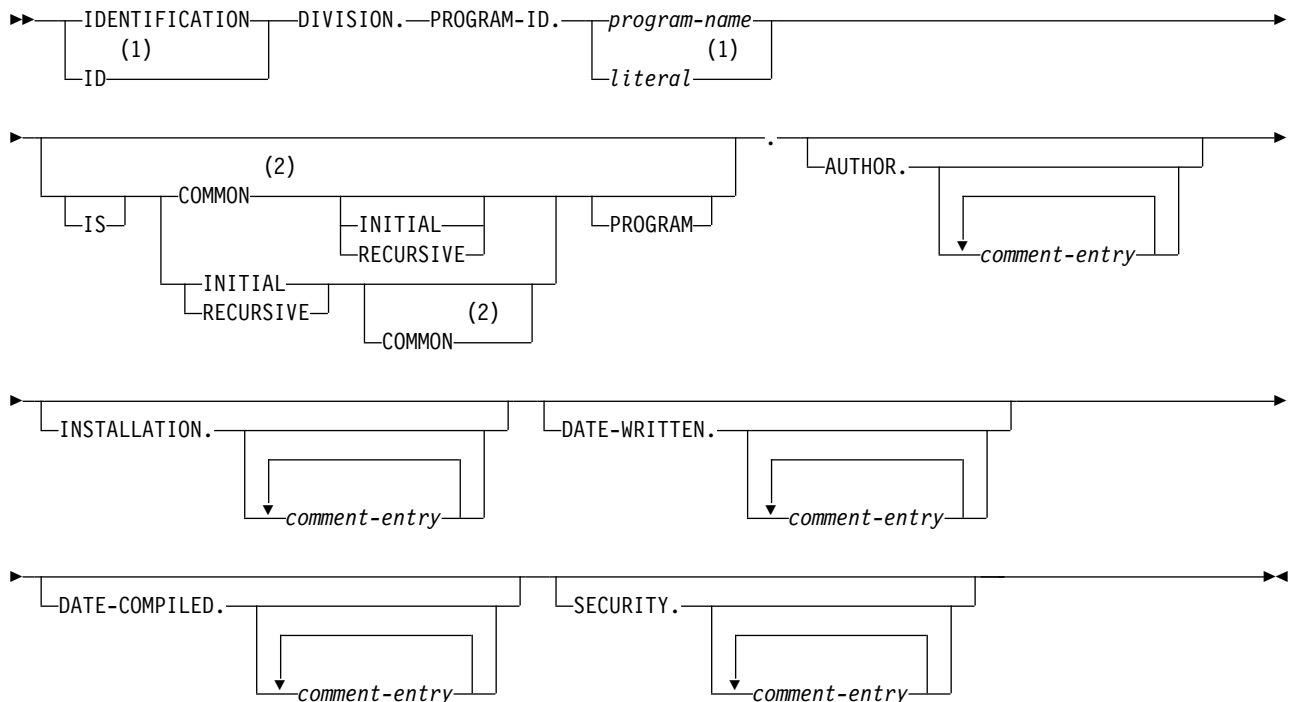 IDENTIFICATION DIVISION. PROGRAM-ID. program-name
(1) (1)
ID literal
.
(2) AUTHOR.
COMMON
IS INITIAL PROGRAM
RECURSIVE comment-entry
INITIAL
RECURSIVE (2)
COMMON
INSTALLATION. DATE-WRITTEN.
comment-entry comment-entry
DATE-COMPILED. SECURITY.
comment-entry comment-entry